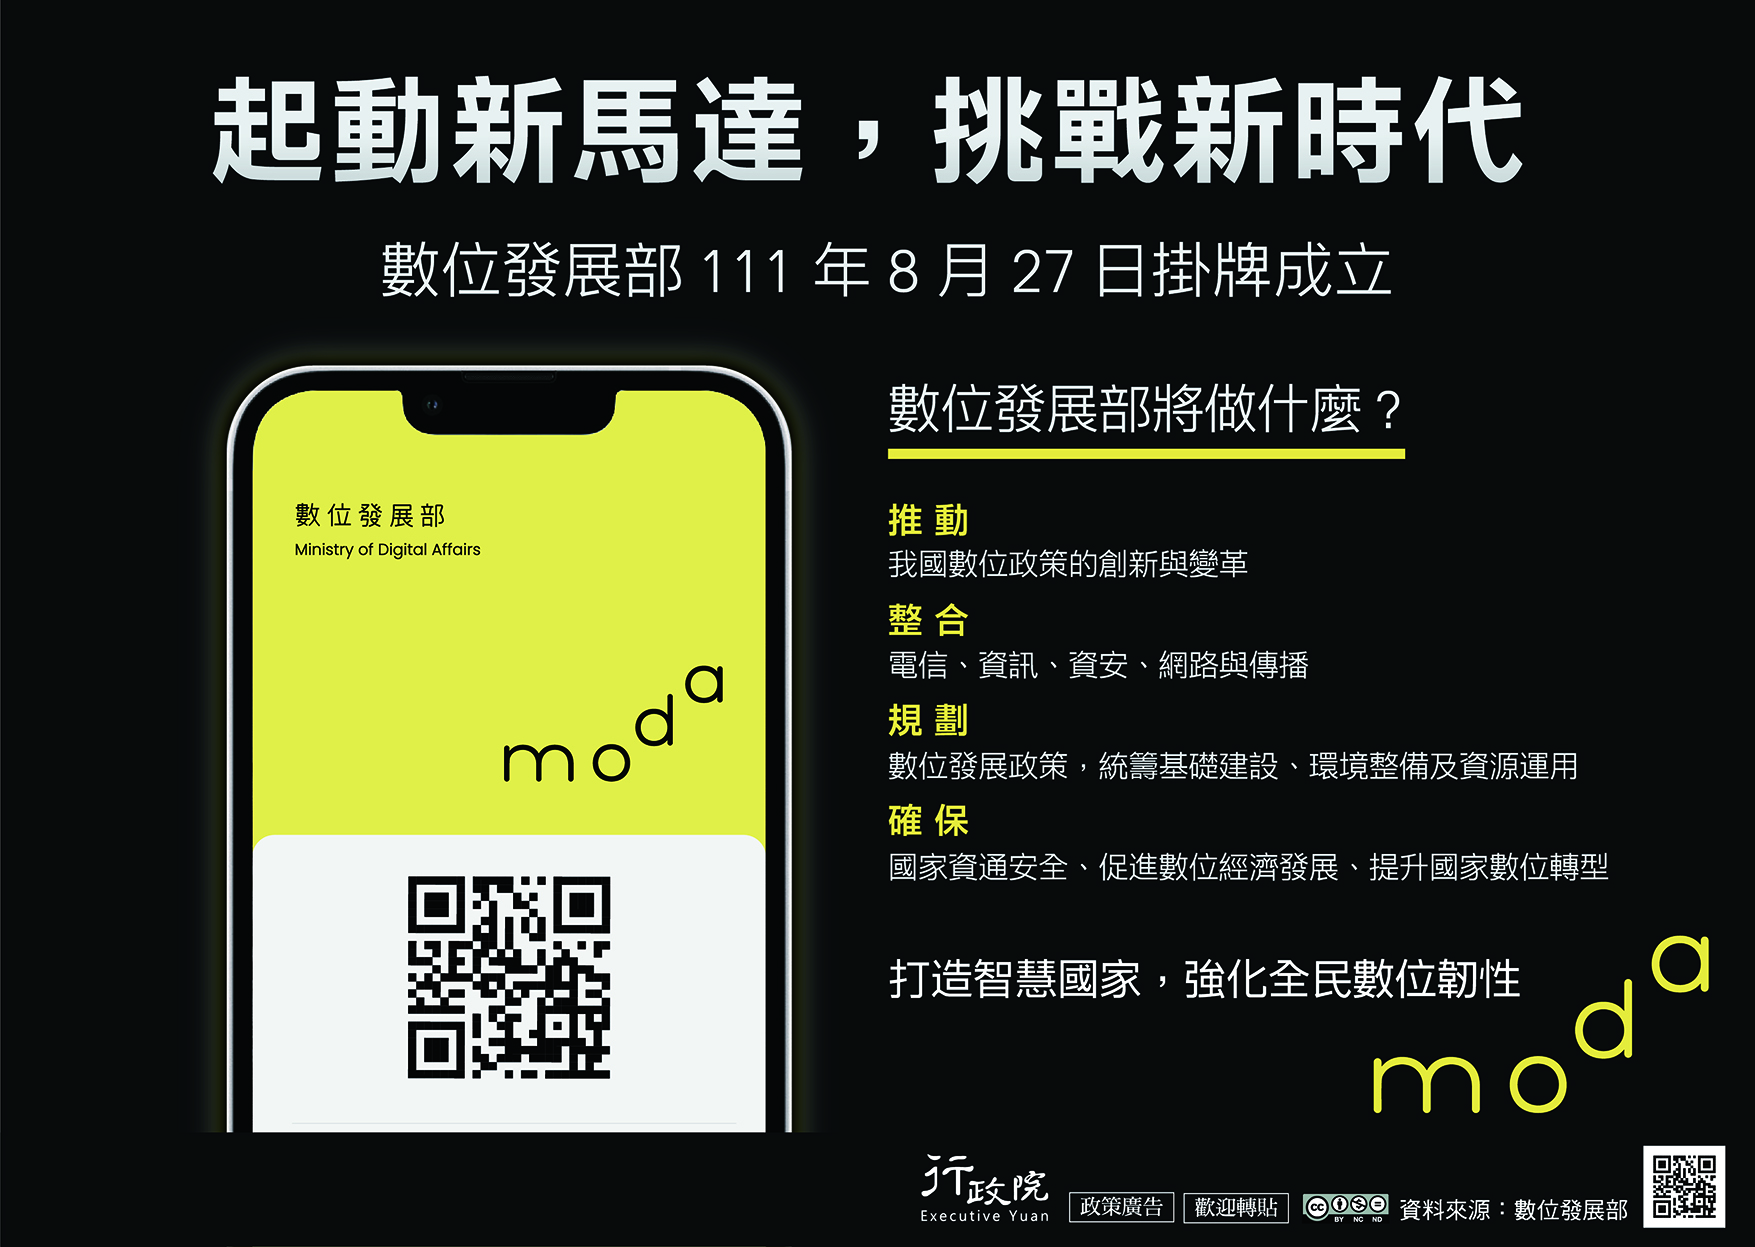 起動新馬達，挑戰新時代
數位發展部 111 年 8 月 27 日掛牌成立
數位發展部
Ministry of Digital Affairs
moda
數位發展部將做什麼？
推動
我國數位政策的創新與變革
整合
電信、資訊、資安、網路與傳播
規劃
數位發展政策，統籌基礎建設、環境整備及資源運用
確保
國家資通安全、促進數位經濟發展、提升國家數位轉型
打造智慧國家，強化全民數位韌性
moda
行政院
Executive Yuan
政策廣告
歡迎轉貼
cc
BY NC ND
資料來源：數位發展部